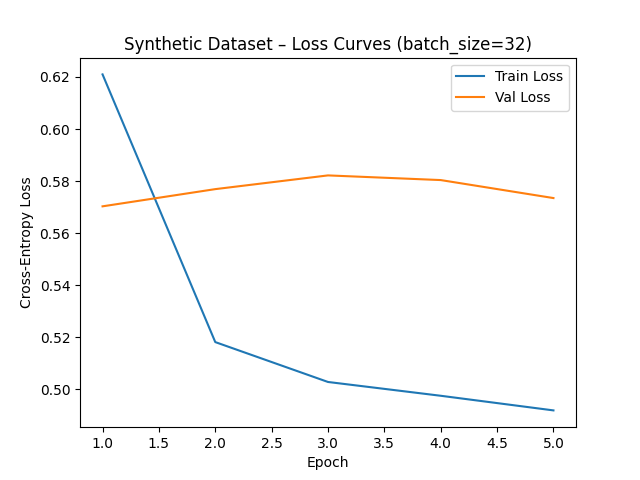 Synthetic Dataset – Loss Curves (batch_size=32)
Train Loss
Val Loss
0.62
0.60
0.58
0.56
0.54
0.52
0.50
Cross-Entropy Loss
1.0 1.5 2.0 2.5 3.0 3.5 4.0 4.5 5.0
Epoch